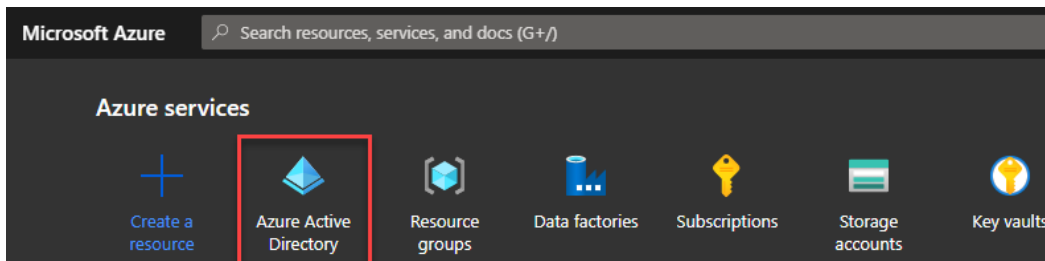 Microsoft Azure
Search resources, services, and docs (G+/)
Azure services
Create a resource
Azure Active Directory
Resource groups
Data factories
Subscriptions
Storage accounts
Key vaults